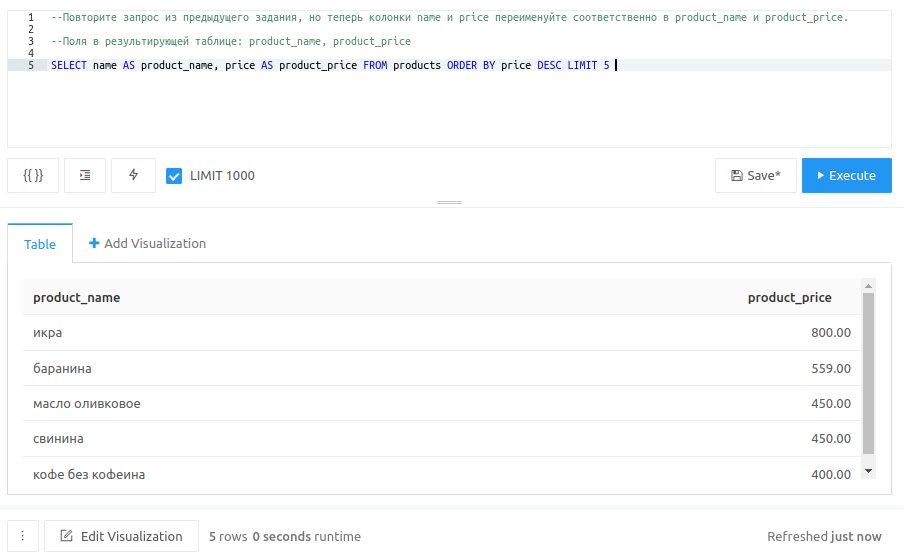 1 --Повторите запрос из предыдущего задания, но теперь колонки name и price переименуйте соответственно в product_name и product_price.
2
3 --Поля в результирующей таблице: product_name, product_price
4
5 SELECT name AS product_name, price AS product_price FROM products ORDER BY price DESC LIMIT 5
{{ }} LIMIT 1000 Save* Execute
Table + Add Visualization
product_name product_price
икра 800.00
баранина 559.00
масло оливковое 450.00
свинина 450.00
кофе без кофеина 400.00
Edit Visualization 5 rows 0 seconds runtime Refreshed just now